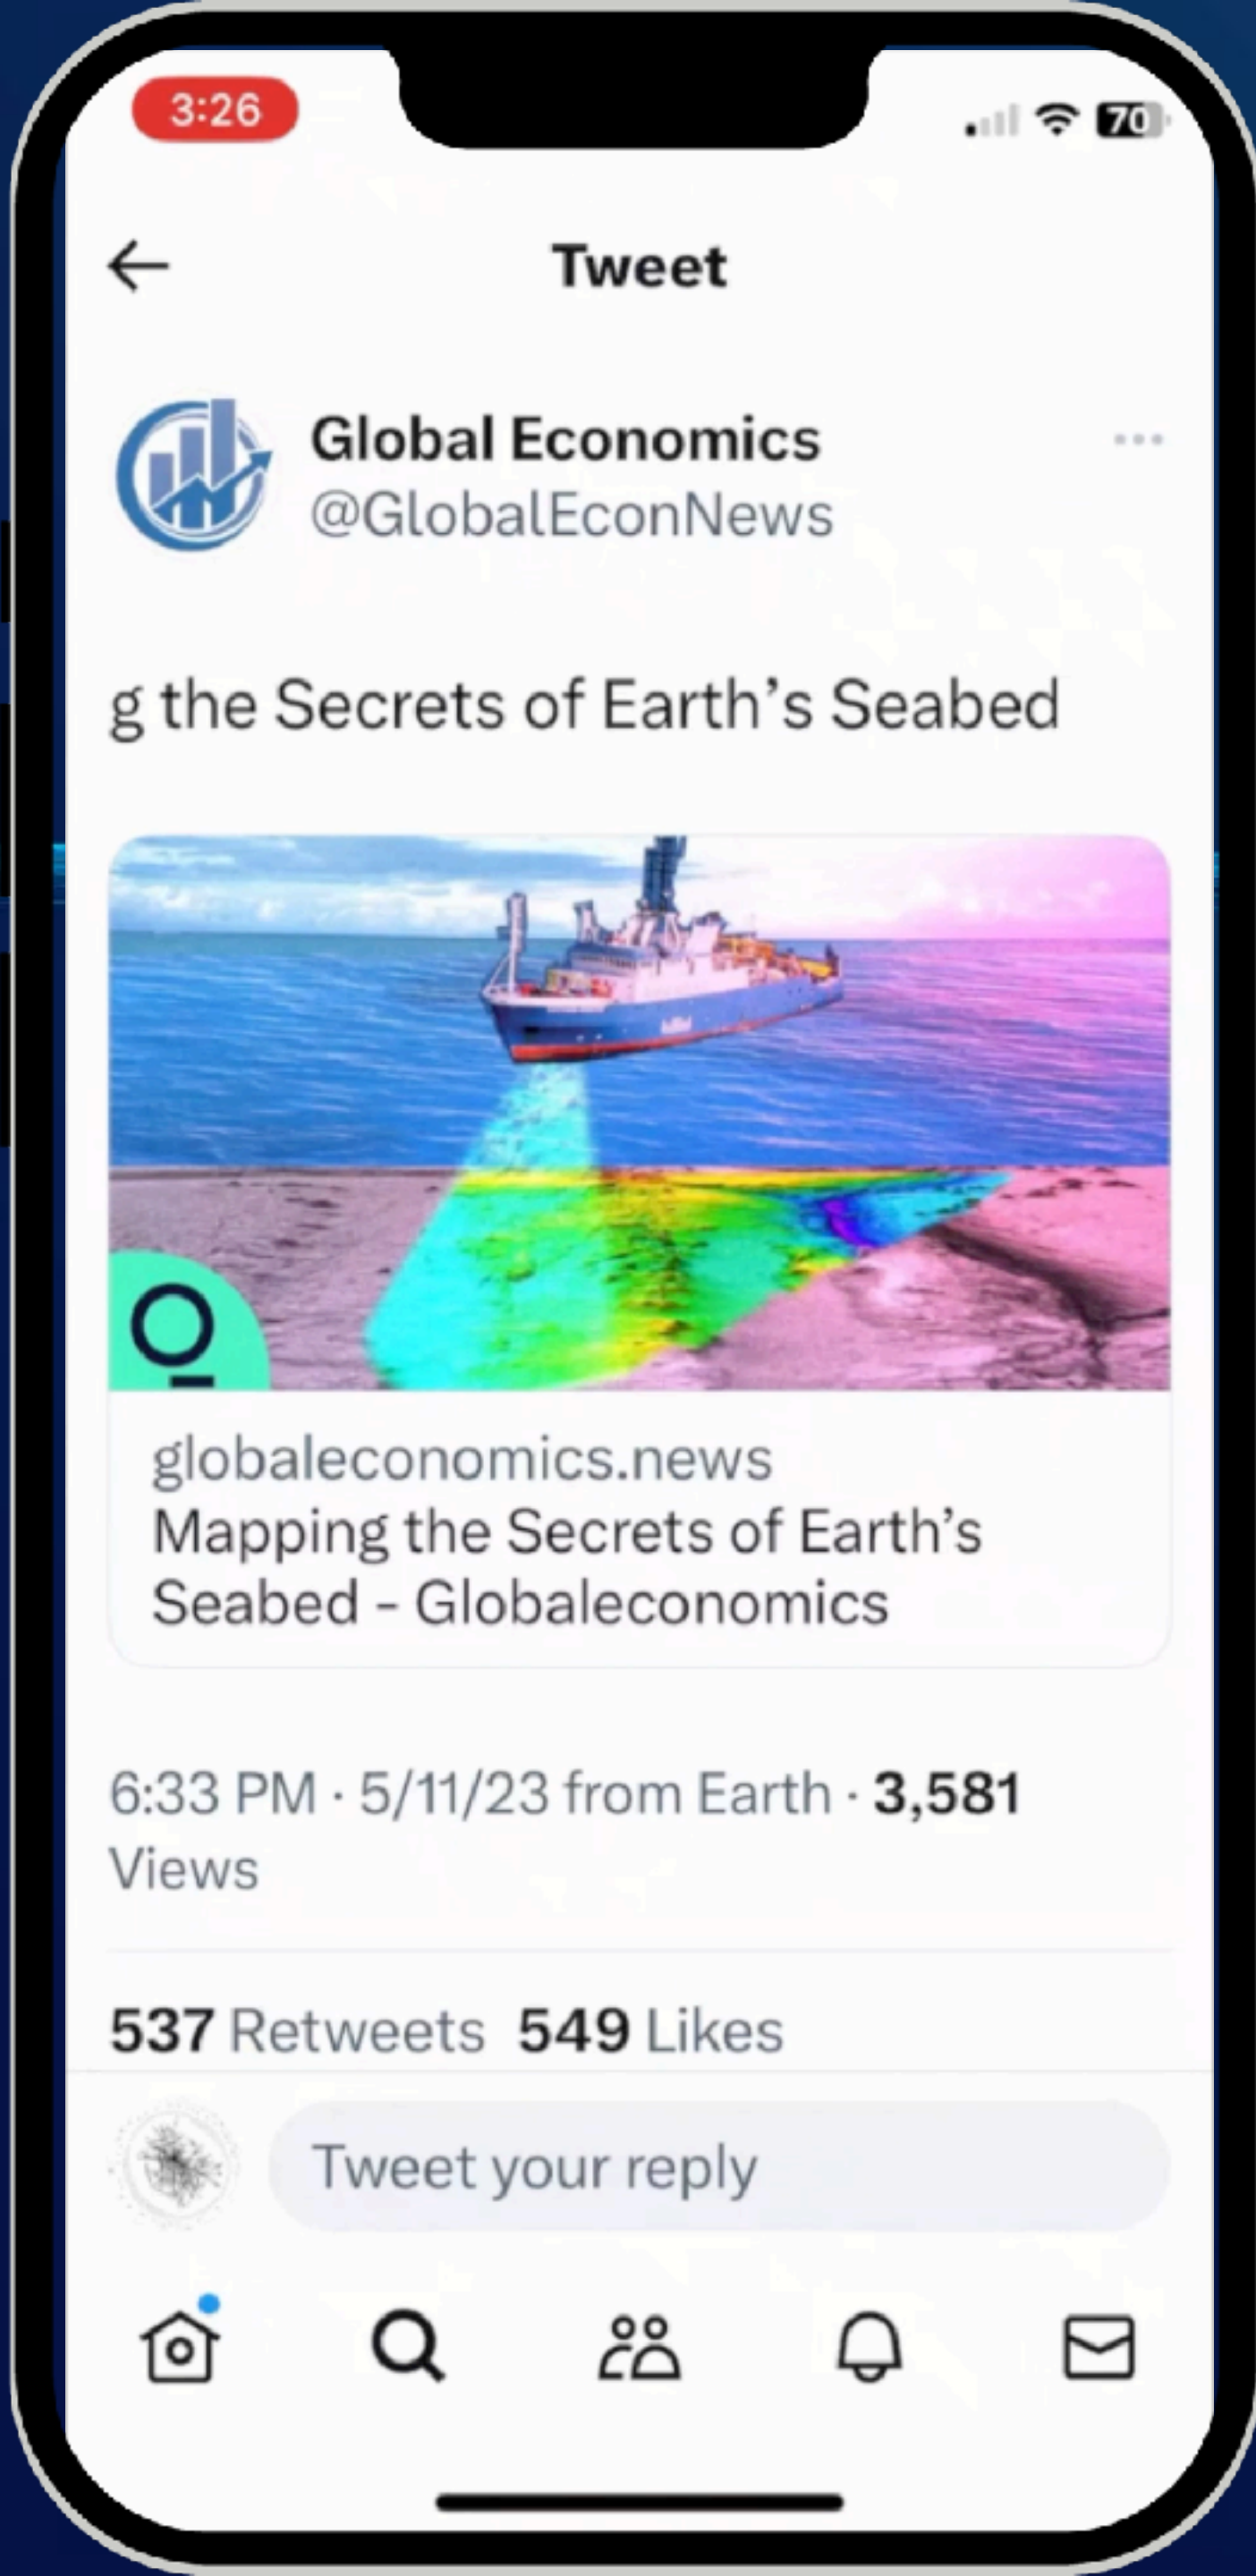 3:26
70
Tweet
Global Economics
@GlobalEconNews
g the Secrets of Earth’s Seabed
globaleconomics.news
Mapping the Secrets of Earth’s
Seabed - Globaleconomics
6:33 PM · 5/11/23 from Earth · 3,581
Views
537 Retweets 549 Likes
Tweet your reply